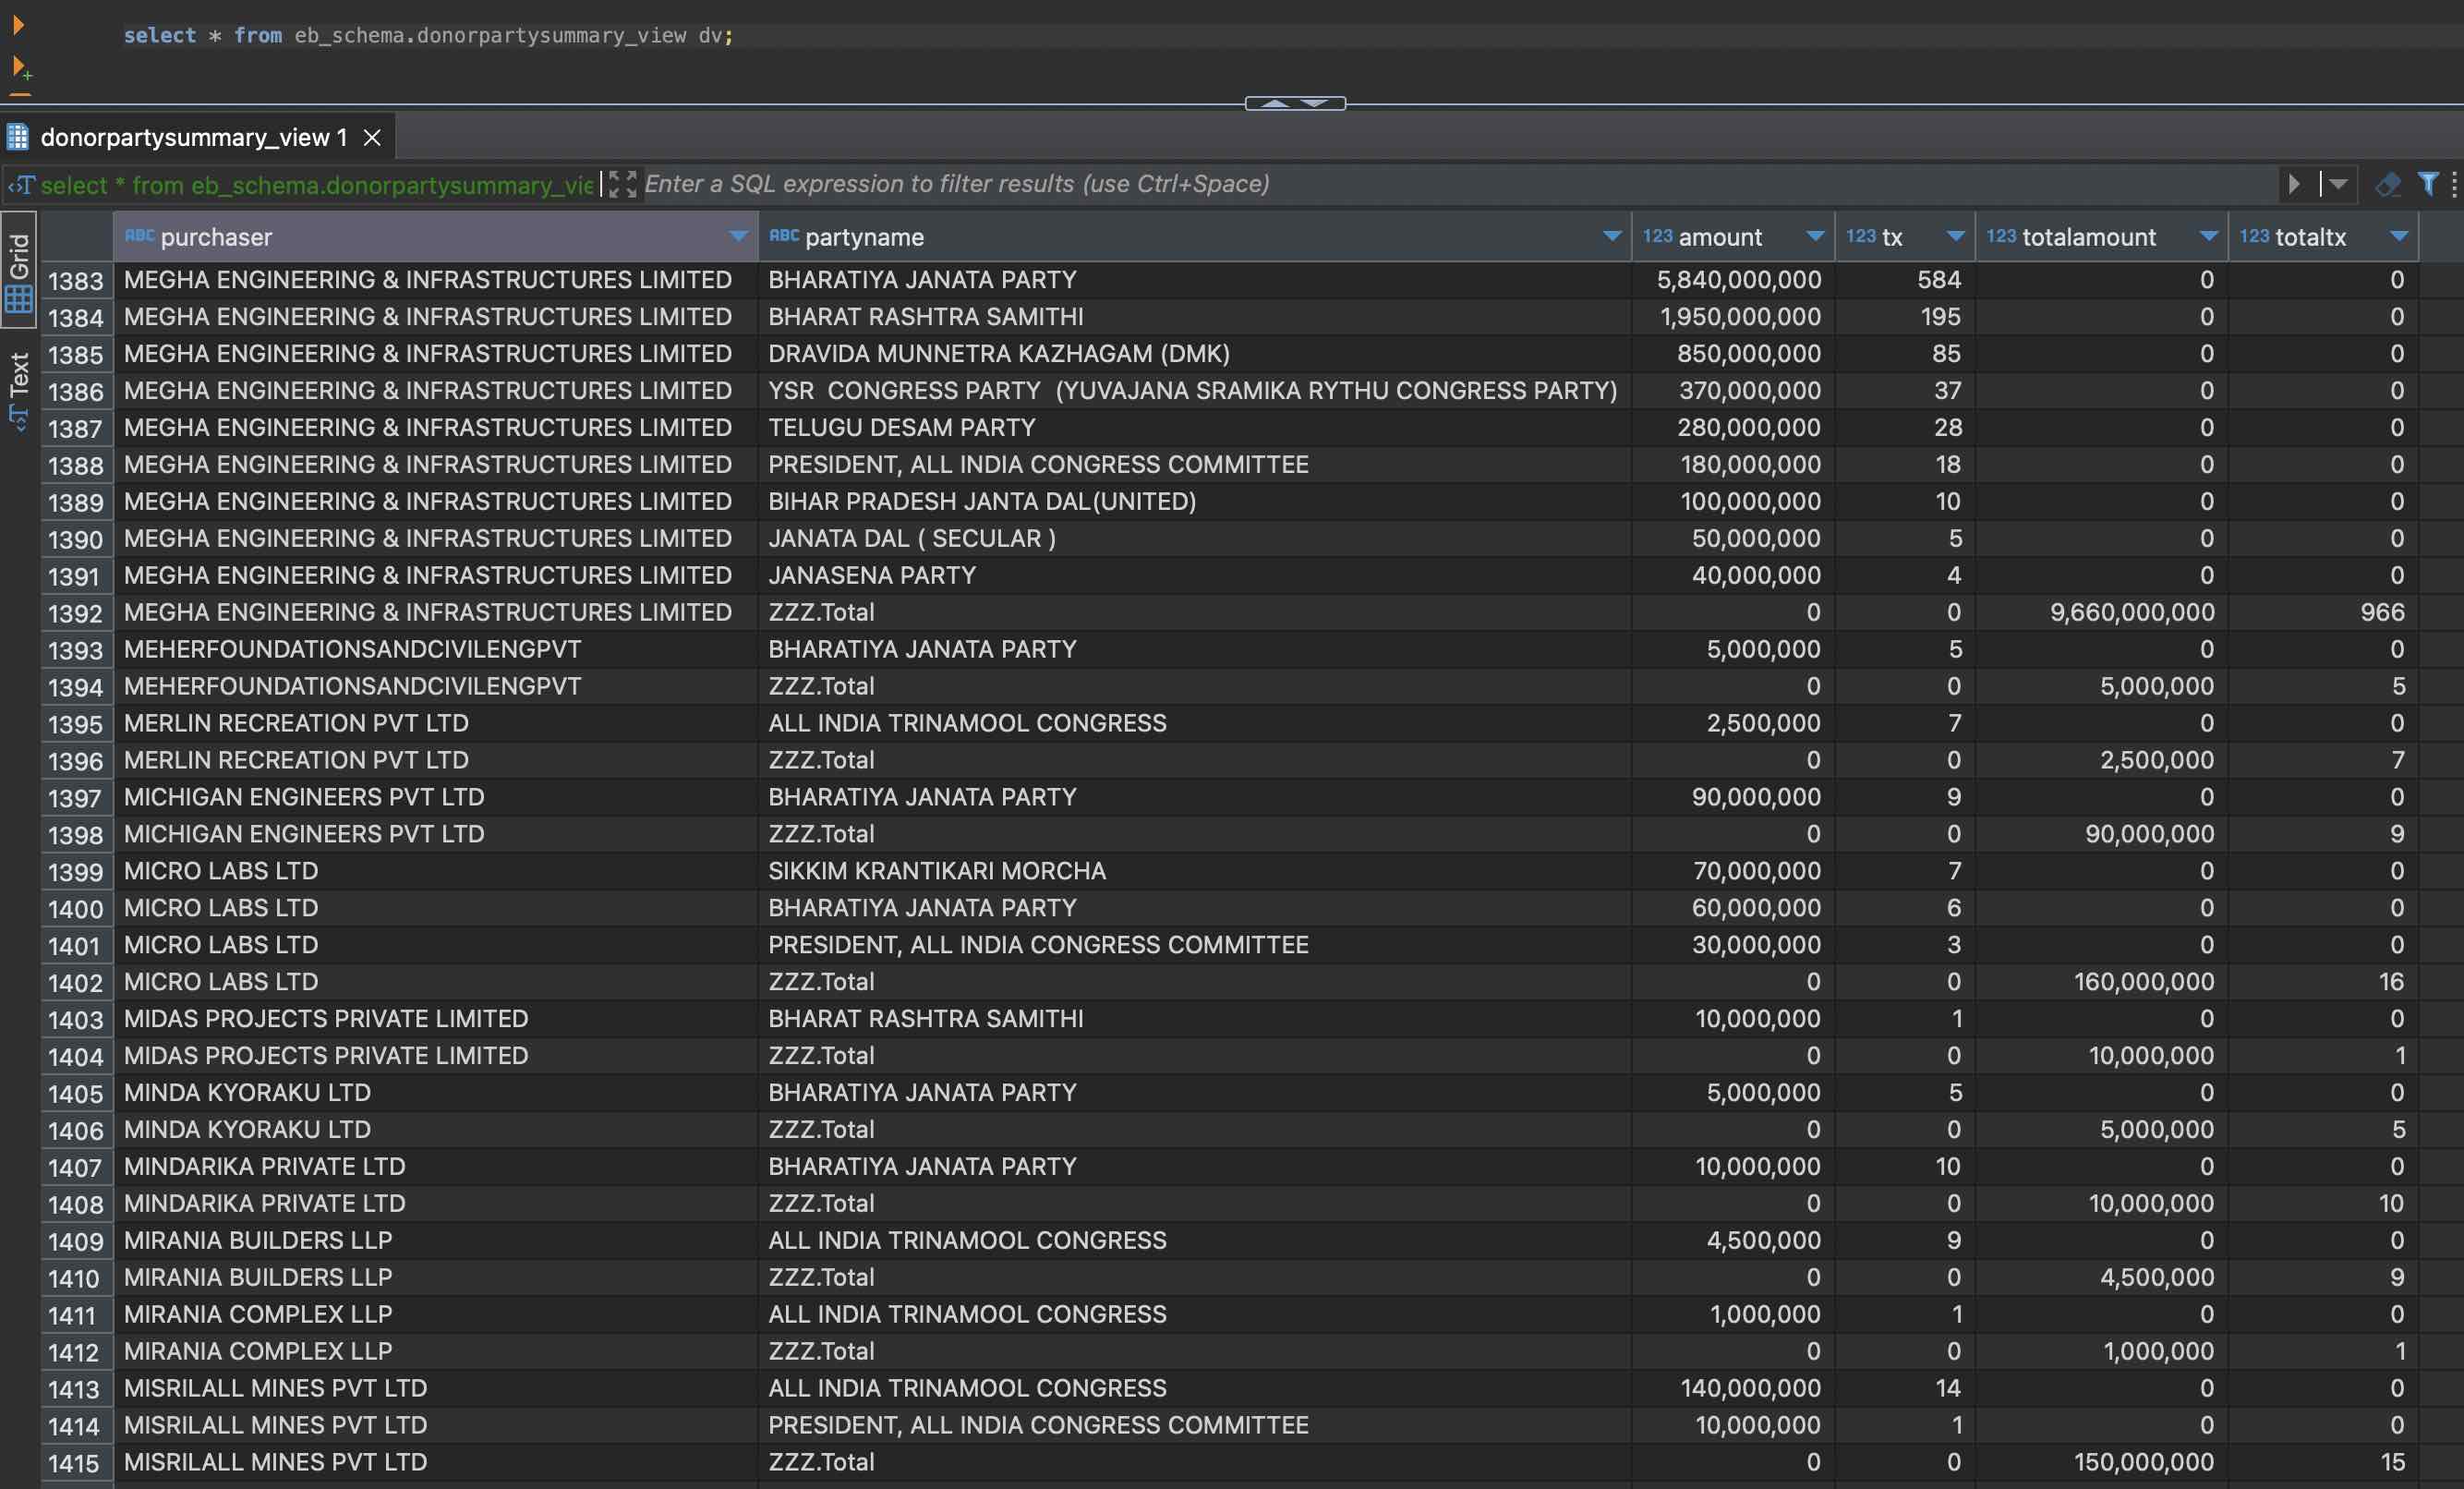 select * from eb_schema.donorpartysummary_view dv;
donorpartysummary_view 1
select * from eb_schema.donorpartysummary_vie Enter a SQL expression to filter results (use Ctrl+Space)
Grid
Text
ABC purchaser ABC partyname 123 amount 123 tx 123 totalamount 123 totaltx
1383 MEGHA ENGINEERING & INFRASTRUCTURES LIMITED BHARATIYA JANATA PARTY 5,840,000,000 584 0 0
1384 MEGHA ENGINEERING & INFRASTRUCTURES LIMITED BHARAT RASHTRA SAMITHI 1,950,000,000 195 0 0
1385 MEGHA ENGINEERING & INFRASTRUCTURES LIMITED DRAVIDA MUNNETRA KAZHAGAM (DMK) 850,000,000 85 0 0
1386 MEGHA ENGINEERING & INFRASTRUCTURES LIMITED YSR  CONGRESS PARTY  (YUVAJANA SRAMIKA RYTHU CONGRESS PARTY) 370,000,000 37 0 0
1387 MEGHA ENGINEERING & INFRASTRUCTURES LIMITED TELUGU DESAM PARTY 280,000,000 28 0 0
1388 MEGHA ENGINEERING & INFRASTRUCTURES LIMITED PRESIDENT, ALL INDIA CONGRESS COMMITTEE 180,000,000 18 0 0
1389 MEGHA ENGINEERING & INFRASTRUCTURES LIMITED BIHAR PRADESH JANTA DAL(UNITED) 100,000,000 10 0 0
1390 MEGHA ENGINEERING & INFRASTRUCTURES LIMITED JANATA DAL ( SECULAR ) 50,000,000 5 0 0
1391 MEGHA ENGINEERING & INFRASTRUCTURES LIMITED JANASENA PARTY 40,000,000 4 0 0
1392 MEGHA ENGINEERING & INFRASTRUCTURES LIMITED ZZZ.Total 0 0 9,660,000,000 966
1393 MEHERFOUNDATIONSANDCIVILENGPVT BHARATIYA JANATA PARTY 5,000,000 5 0 0
1394 MEHERFOUNDATIONSANDCIVILENGPVT ZZZ.Total 0 0 5,000,000 5
1395 MERLIN RECREATION PVT LTD ALL INDIA TRINAMOOL CONGRESS 2,500,000 7 0 0
1396 MERLIN RECREATION PVT LTD ZZZ.Total 0 0 2,500,000 7
1397 MICHIGAN ENGINEERS PVT LTD BHARATIYA JANATA PARTY 90,000,000 9 0 0
1398 MICHIGAN ENGINEERS PVT LTD ZZZ.Total 0 0 90,000,000 9
1399 MICRO LABS LTD SIKKIM KRANTIKARI MORCHA 70,000,000 7 0 0
1400 MICRO LABS LTD BHARATIYA JANATA PARTY 60,000,000 6 0 0
1401 MICRO LABS LTD PRESIDENT, ALL INDIA CONGRESS COMMITTEE 30,000,000 3 0 0
1402 MICRO LABS LTD ZZZ.Total 0 0 160,000,000 16
1403 MIDAS PROJECTS PRIVATE LIMITED BHARAT RASHTRA SAMITHI 10,000,000 1 0 0
1404 MIDAS PROJECTS PRIVATE LIMITED ZZZ.Total 0 0 10,000,000 1
1405 MINDA KYORAKU LTD BHARATIYA JANATA PARTY 5,000,000 5 0 0
1406 MINDA KYORAKU LTD ZZZ.Total 0 0 5,000,000 5
1407 MINDARIKA PRIVATE LTD BHARATIYA JANATA PARTY 10,000,000 10 0 0
1408 MINDARIKA PRIVATE LTD ZZZ.Total 0 0 10,000,000 10
1409 MIRANIA BUILDERS LLP ALL INDIA TRINAMOOL CONGRESS 4,500,000 9 0 0
1410 MIRANIA BUILDERS LLP ZZZ.Total 0 0 4,500,000 9
1411 MIRANIA COMPLEX LLP ALL INDIA TRINAMOOL CONGRESS 1,000,000 1 0 0
1412 MIRANIA COMPLEX LLP ZZZ.Total 0 0 1,000,000 1
1413 MISRILALL MINES PVT LTD ALL INDIA TRINAMOOL CONGRESS 140,000,000 14 0 0
1414 MISRILALL MINES PVT LTD PRESIDENT, ALL INDIA CONGRESS COMMITTEE 10,000,000 1 0 0
1415 MISRILALL MINES PVT LTD ZZZ.Total 0 0 150,000,000 15